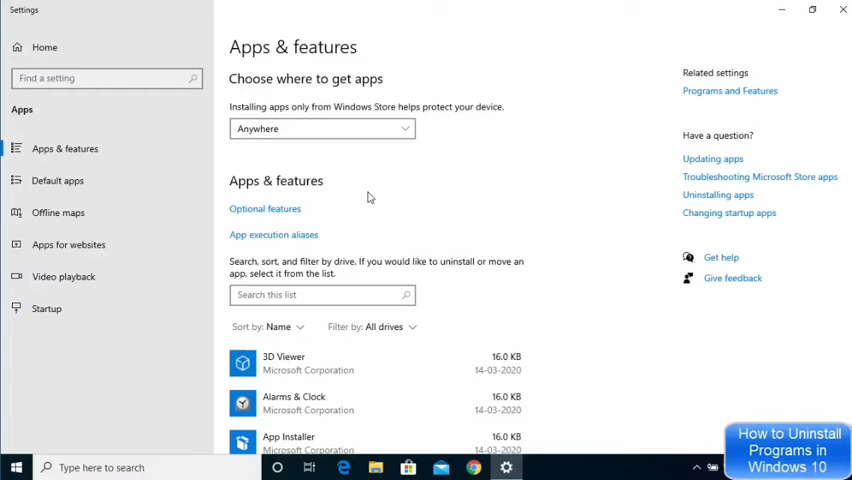 Settings
Home
Find a setting
Apps
Apps & features
Default apps
Offline maps
Apps for websites
Video playback
Startup
Apps & features
Choose where to get apps
Installing apps only from Windows Store helps protect your device.
Anywhere
Apps & features
Optional features
App execution aliases
Search, sort, and filter by drive. If you would like to uninstall or move an
app, select it from the list.
Search this list
Sort by: Name
Filter by: All drives
3D Viewer 16.0 KB
Microsoft Corporation 14-03-2020
Alarms & Clock 16.0 KB
Microsoft Corporation 14-03-2020
App Installer 16.0 KB
Microsoft Corporation 14-03-2020
Related settings
Programs and Features
Have a question?
Updating apps
Troubleshooting Microsoft Store apps
Uninstalling apps
Changing startup apps
Get help
Give feedback
How to Uninstall
Programs in
Windows 10
Type here to search